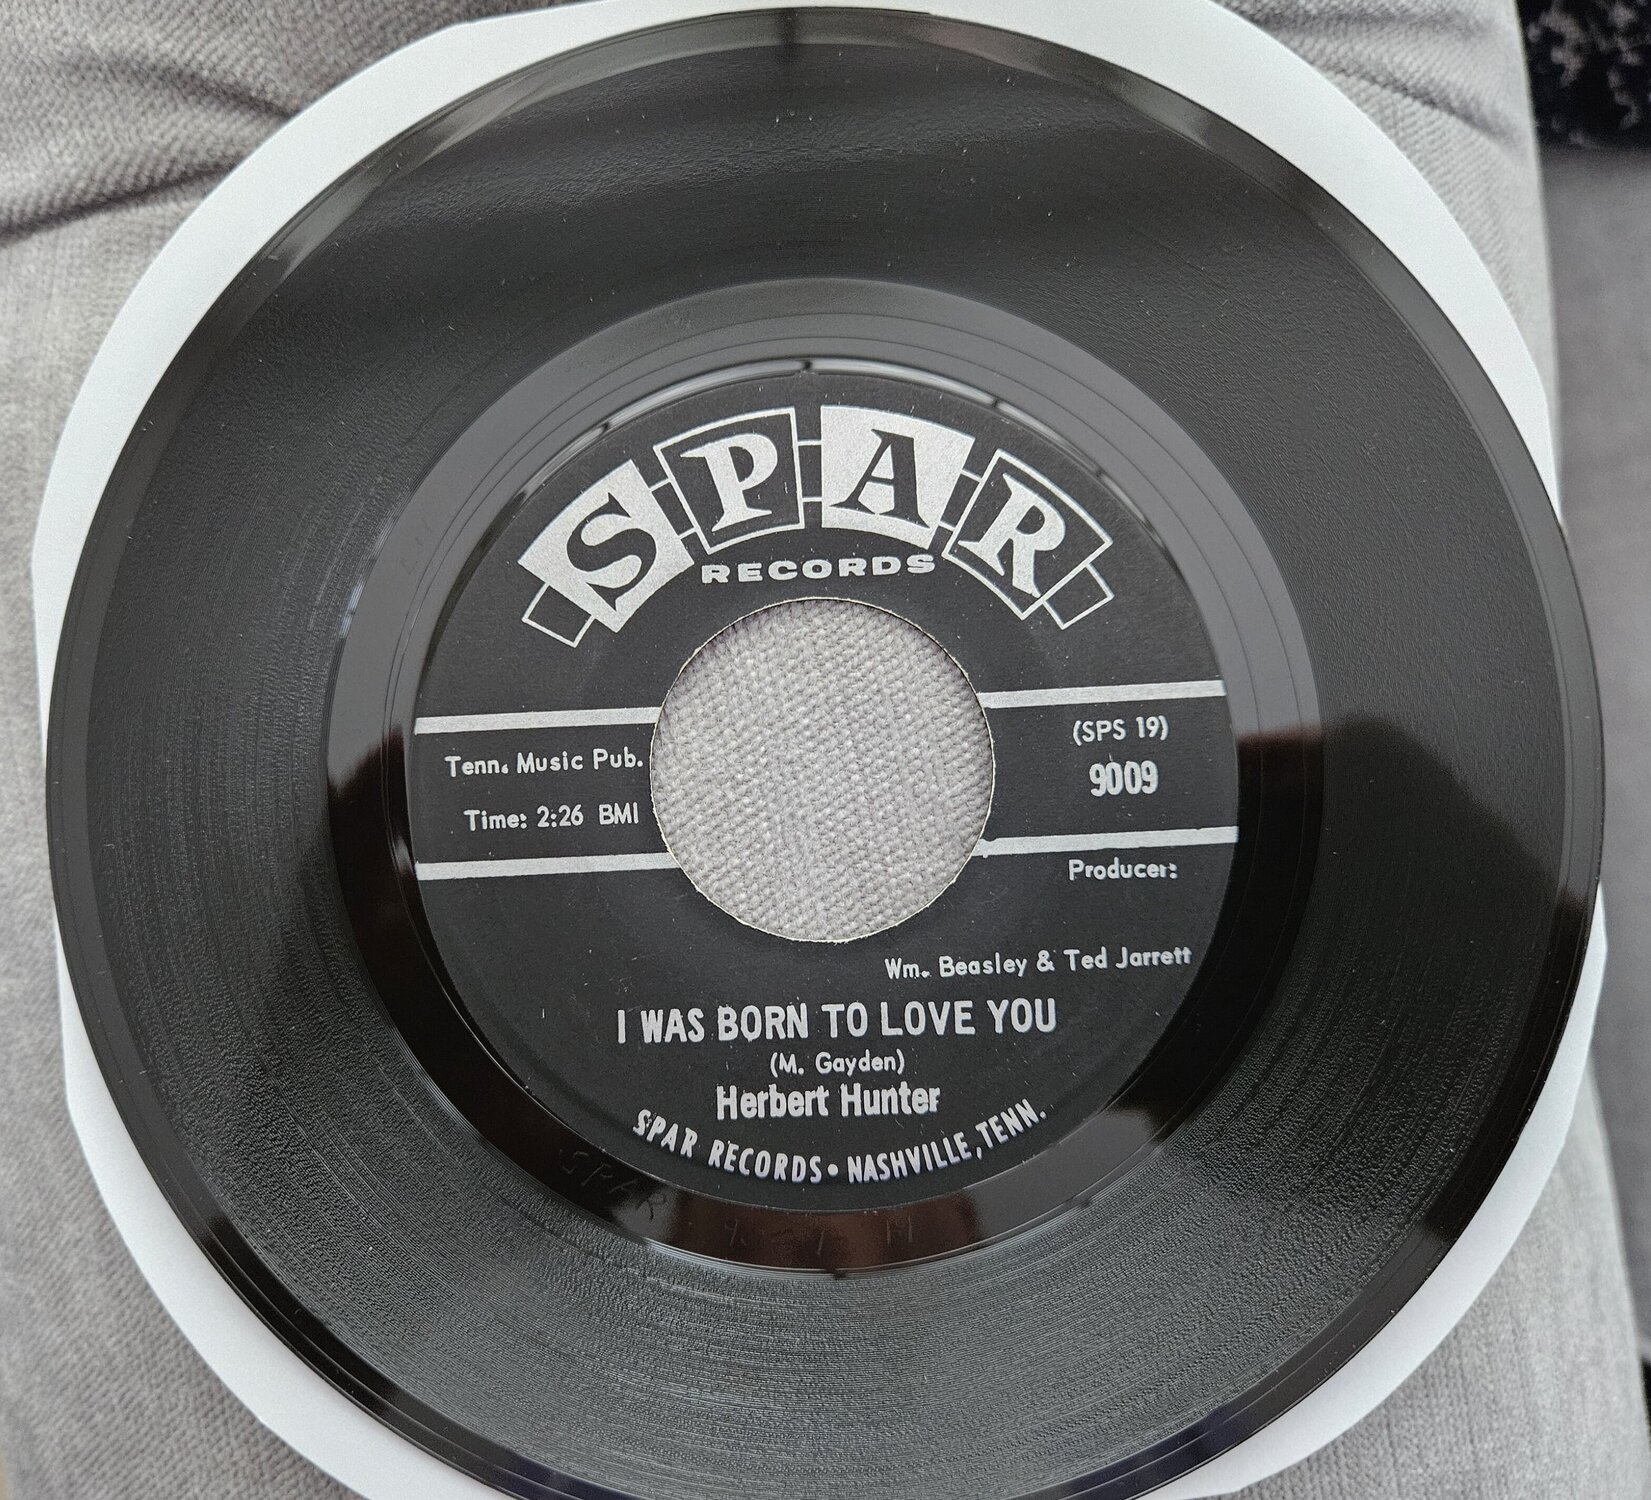 SPAR
RECORDS
Tenn. Music Pub.
Time: 2:26 BMI
(SPS 19)
9009
Producer:
Wm. Beasley & Ted Jarrett
I WAS BORN TO LOVE YOU
(M. Gayden)
Herbert Hunter
SPAR RECORDS • NASHVILLE, TENN.
SPAR